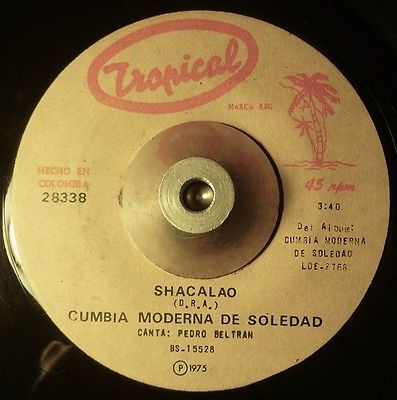 Tropical
MARCA REG.
HECHO EN
COLOMBIA
28338
45 rpm
3:40
Del Album:
CUMBIA MODERNA
DE SOLEDAD
SHACALAO
(D.R.A.)
CUMBIA MODERNA DE SOLEDAD
CANTA: PEDRO BELTRAN
BS-15528
Ⓟ 1975